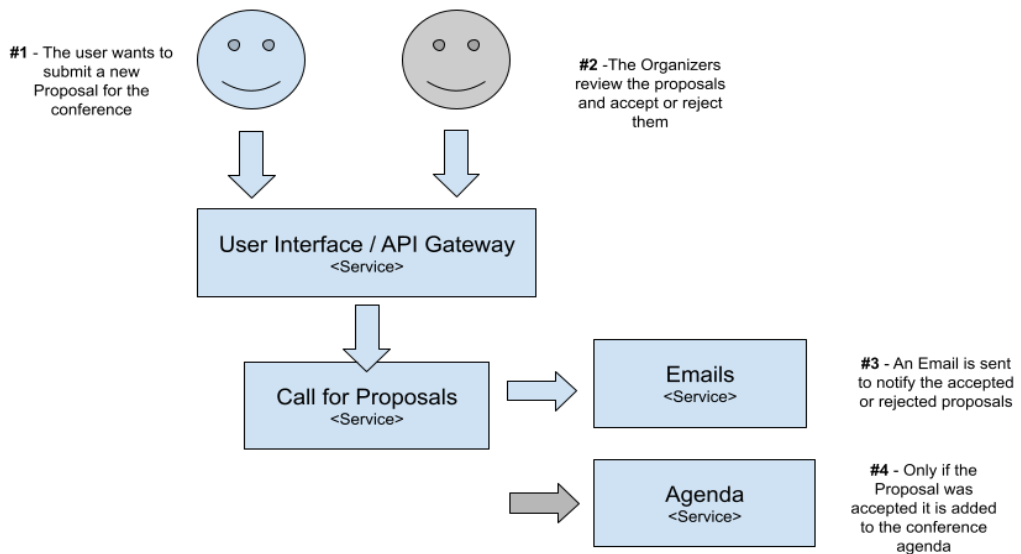 #1 - The user wants to
submit a new
Proposal for the
conference
#2 -The Organizers
review the proposals
and accept or reject
them
User Interface / API Gateway
<Service>
Call for Proposals
<Service>
Emails
<Service>
#3 - An Email is sent
to notify the accepted
or rejected proposals
Agenda
<Service>
#4 - Only if the
Proposal was
accepted it is added
to the conference
agenda